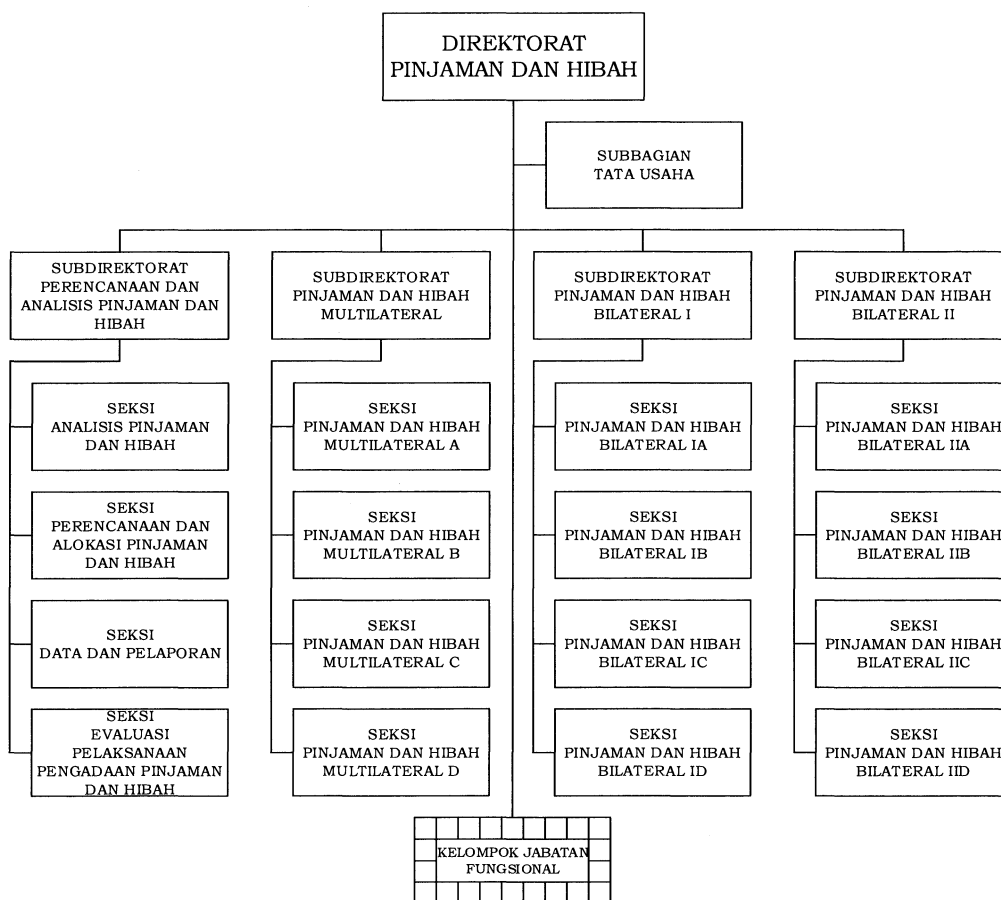 DIREKTORAT
PINJAMAN DAN HIBAH
SUBBAGIAN
TATA USAHA
SUBDIREKTORAT
PERENCANAAN DAN
ANALISIS PINJAMAN DAN
HIBAH
SUBDIREKTORAT
PINJAMAN DAN HIBAH
MULTILATERAL
SUBDIREKTORAT
PINJAMAN DAN HIBAH
BILATERAL I
SUBDIREKTORAT
PINJAMAN DAN HIBAH
BILATERAL II
SEKSI
ANALISIS PINJAMAN
DAN HIBAH
SEKSI
PINJAMAN DAN HIBAH
MULTILATERAL A
SEKSI
PINJAMAN DAN HIBAH
BILATERAL IA
SEKSI
PINJAMAN DAN HIBAH
BILATERAL IIA
SEKSI
PERENCANAAN DAN
ALOKASI PINJAMAN
DAN HIBAH
SEKSI
PINJAMAN DAN HIBAH
MULTILATERAL B
SEKSI
PINJAMAN DAN HIBAH
BILATERAL IB
SEKSI
PINJAMAN DAN HIBAH
BILATERAL IIB
SEKSI
DATA DAN PELAPORAN
SEKSI
PINJAMAN DAN HIBAH
MULTILATERAL C
SEKSI
PINJAMAN DAN HIBAH
BILATERAL IC
SEKSI
PINJAMAN DAN HIBAH
BILATERAL IIC
SEKSI
EVALUASI
PELAKSANAAN
PENGADAAN PINJAMAN
DAN HIBAH
SEKSI
PINJAMAN DAN HIBAH
MULTILATERAL D
SEKSI
PINJAMAN DAN HIBAH
BILATERAL ID
SEKSI
PINJAMAN DAN HIBAH
BILATERAL IID
KELOMPOK JABATAN
FUNGSIONAL